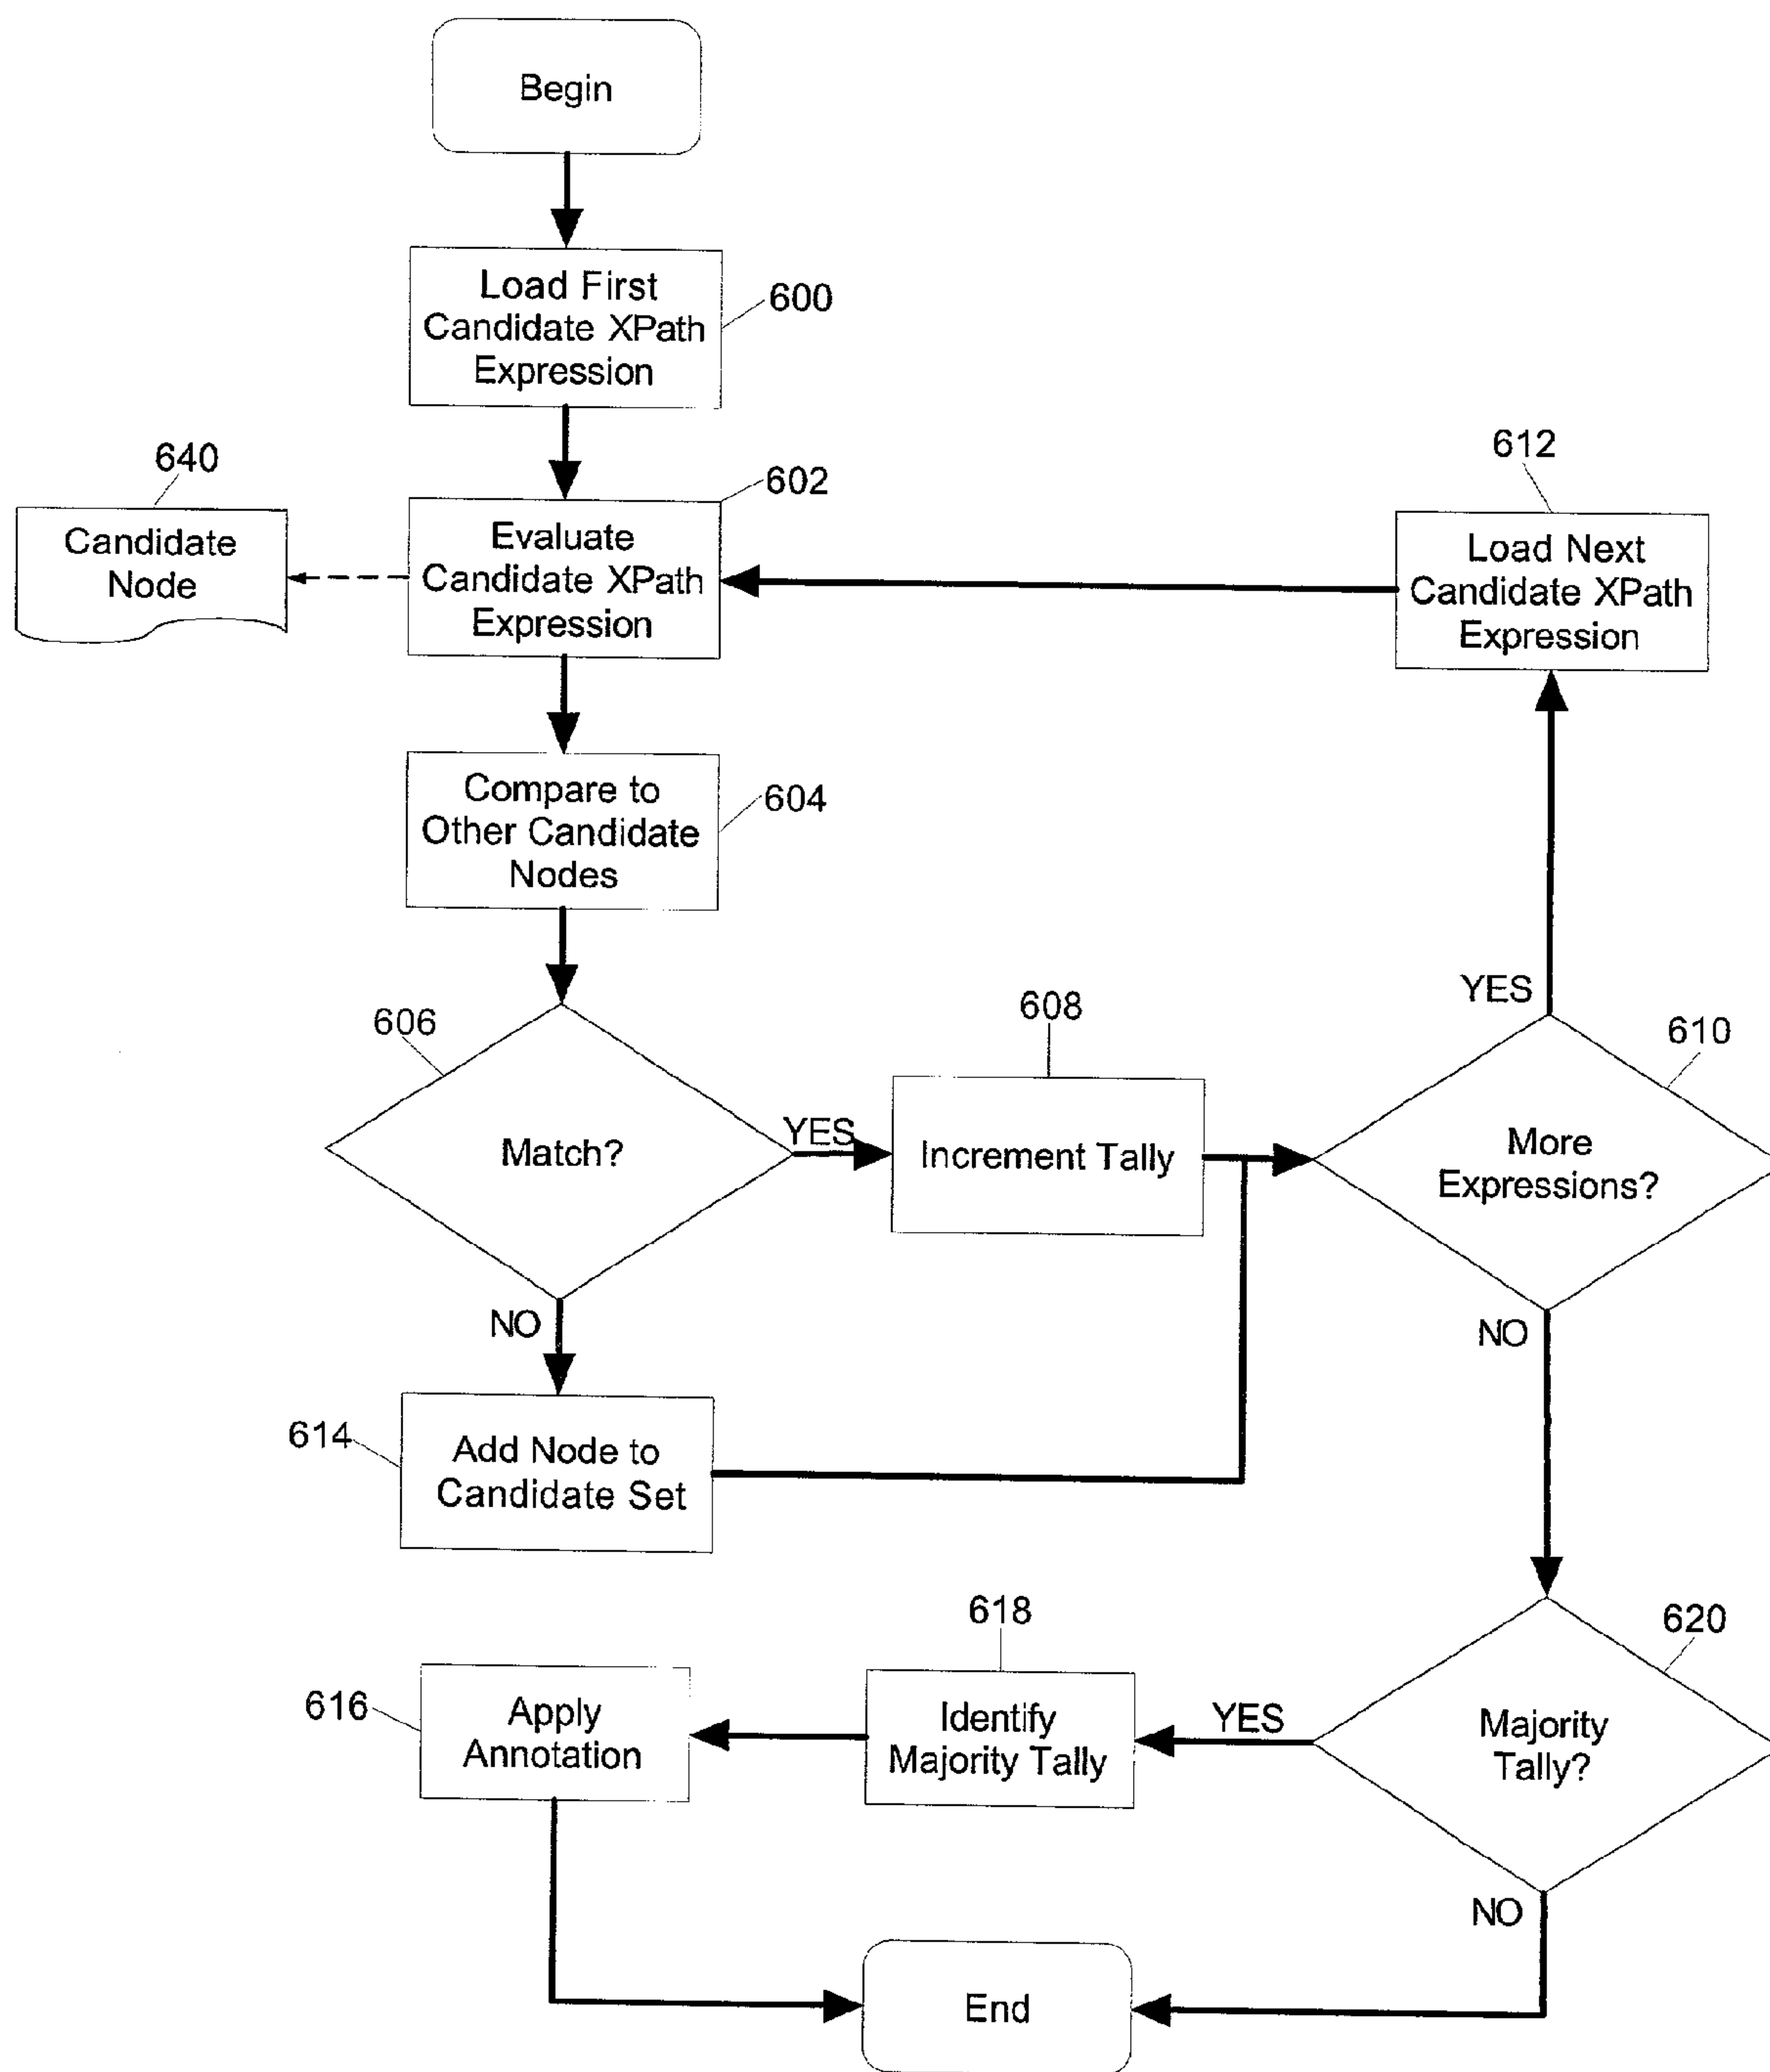 Begin
Load First
Candidate XPath
Expression
600
640
Candidate
Node
602
Evaluate
Candidate XPath
Expression
612
Load Next
Candidate XPath
Expression
Compare to
Other Candidate
Nodes
604
606
Match?
YES
608
Increment Tally
YES
610
More
Expressions?
NO
NO
614
Add Node to
Candidate Set
616
Apply
Annotation
618
Identify
Majority Tally
YES
620
Majority
Tally?
NO
End